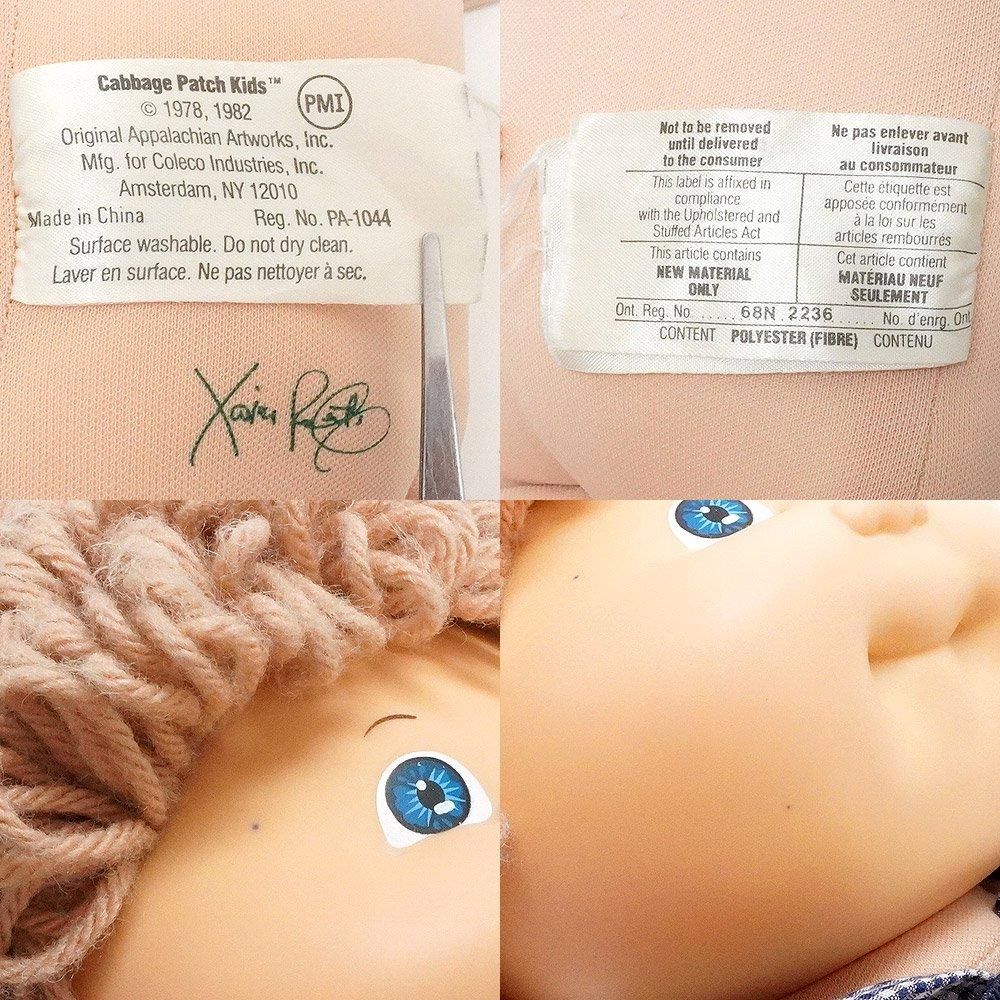 Cabbage Patch Kids™
PMI
© 1978, 1982
Original Appalachian Artworks, Inc.
Mfg. for Coleco Industries, Inc.
Amsterdam, NY 12010
Made in China Reg. No. PA-1044
Surface washable. Do not dry clean.
Laver en surface. Ne pas nettoyer à sec.
Xavier Roberts
Not to be removed
until delivered
to the consumer
This label is affixed in
compliance
with the Upholstered and
Stuffed Articles Act
This article contains
NEW MATERIAL
ONLY
Ne pas enlever avant
livraison
au consommateur
Cette étiquette est
apposée conformément
à la loi sur les
articles rembourrés
Cet article contient
MATÉRIAU NEUF
SEULEMENT
Ont. Reg. No. ..... 68N 2236 ...... No. d'enrg. Ont
CONTENT POLYESTER (FIBRE) CONTENU